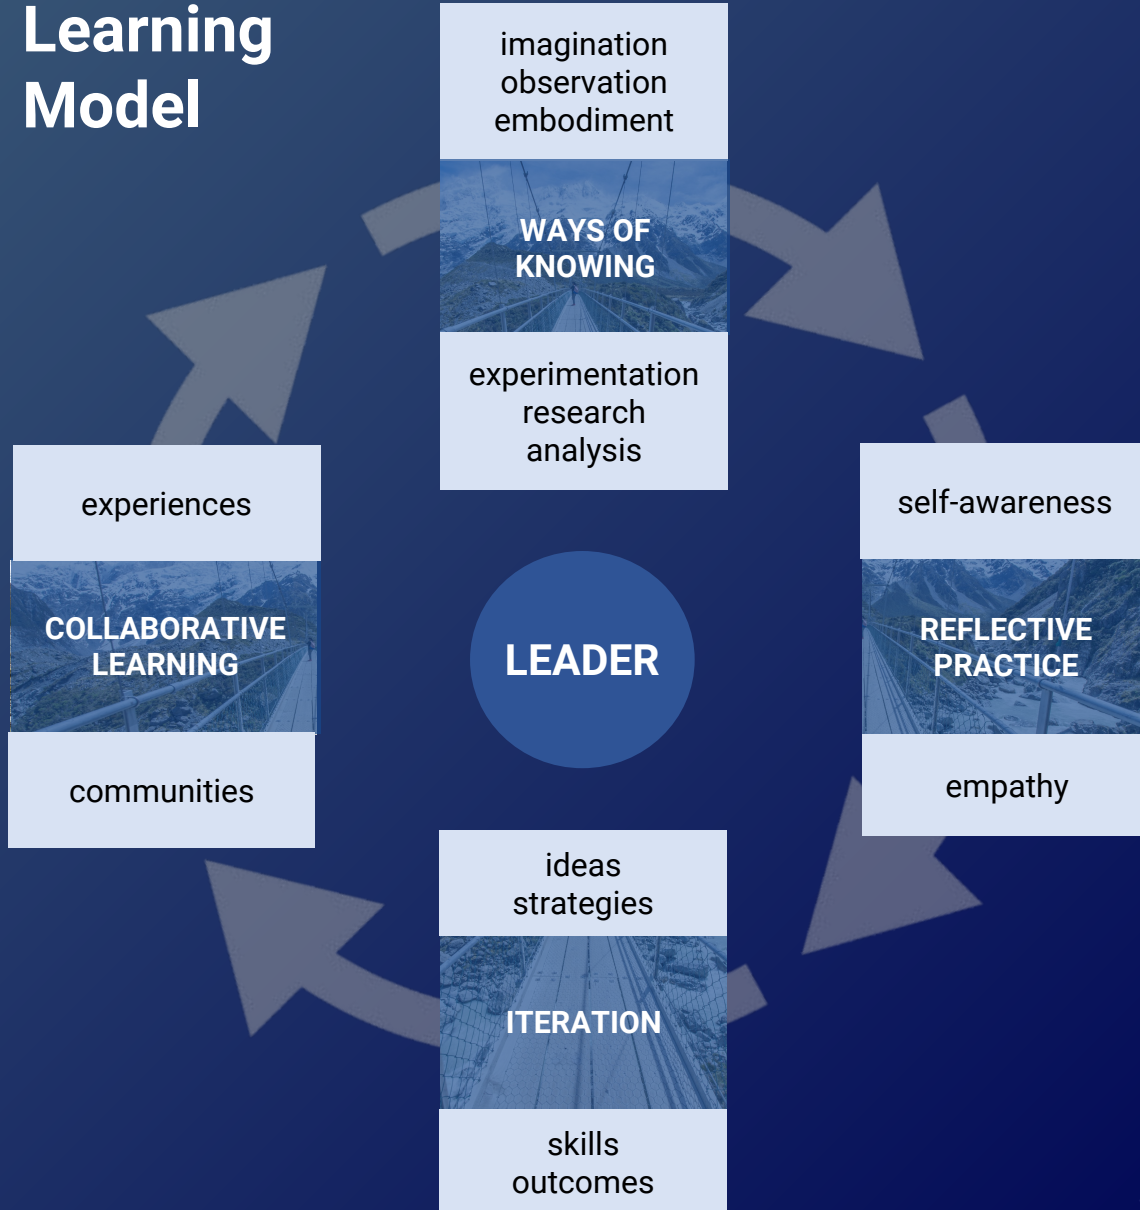 Learning
Model
imagination
observation
embodiment
WAYS OF
KNOWING
experimentation
research
analysis
experiences
COLLABORATIVE
LEARNING
communities
LEADER
self-awareness
REFLECTIVE
PRACTICE
empathy
ideas
strategies
ITERATION
skills
outcomes